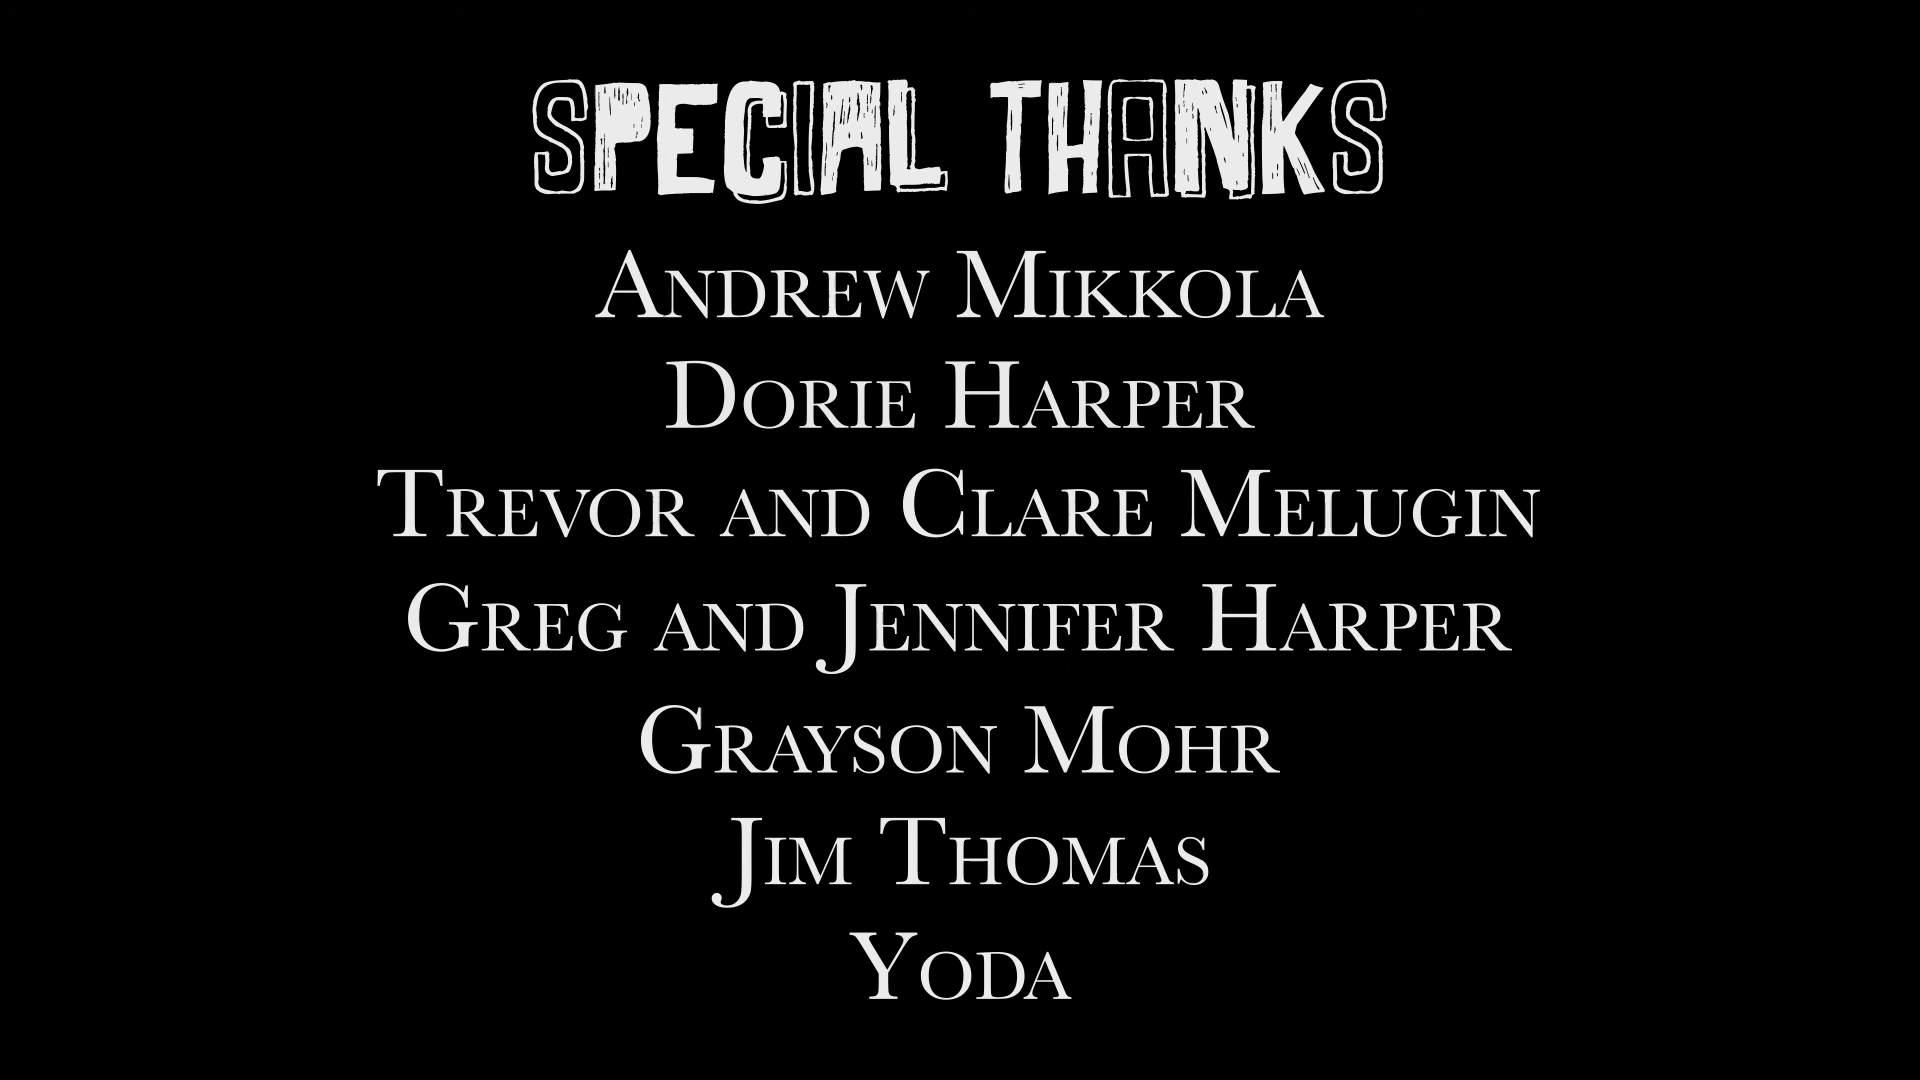 SPECIAL THANKS
Andrew Mikkola
Dorie Harper
Trevor and Clare Melugin
Greg and Jennifer Harper
Grayson Mohr
Jim Thomas
Yoda